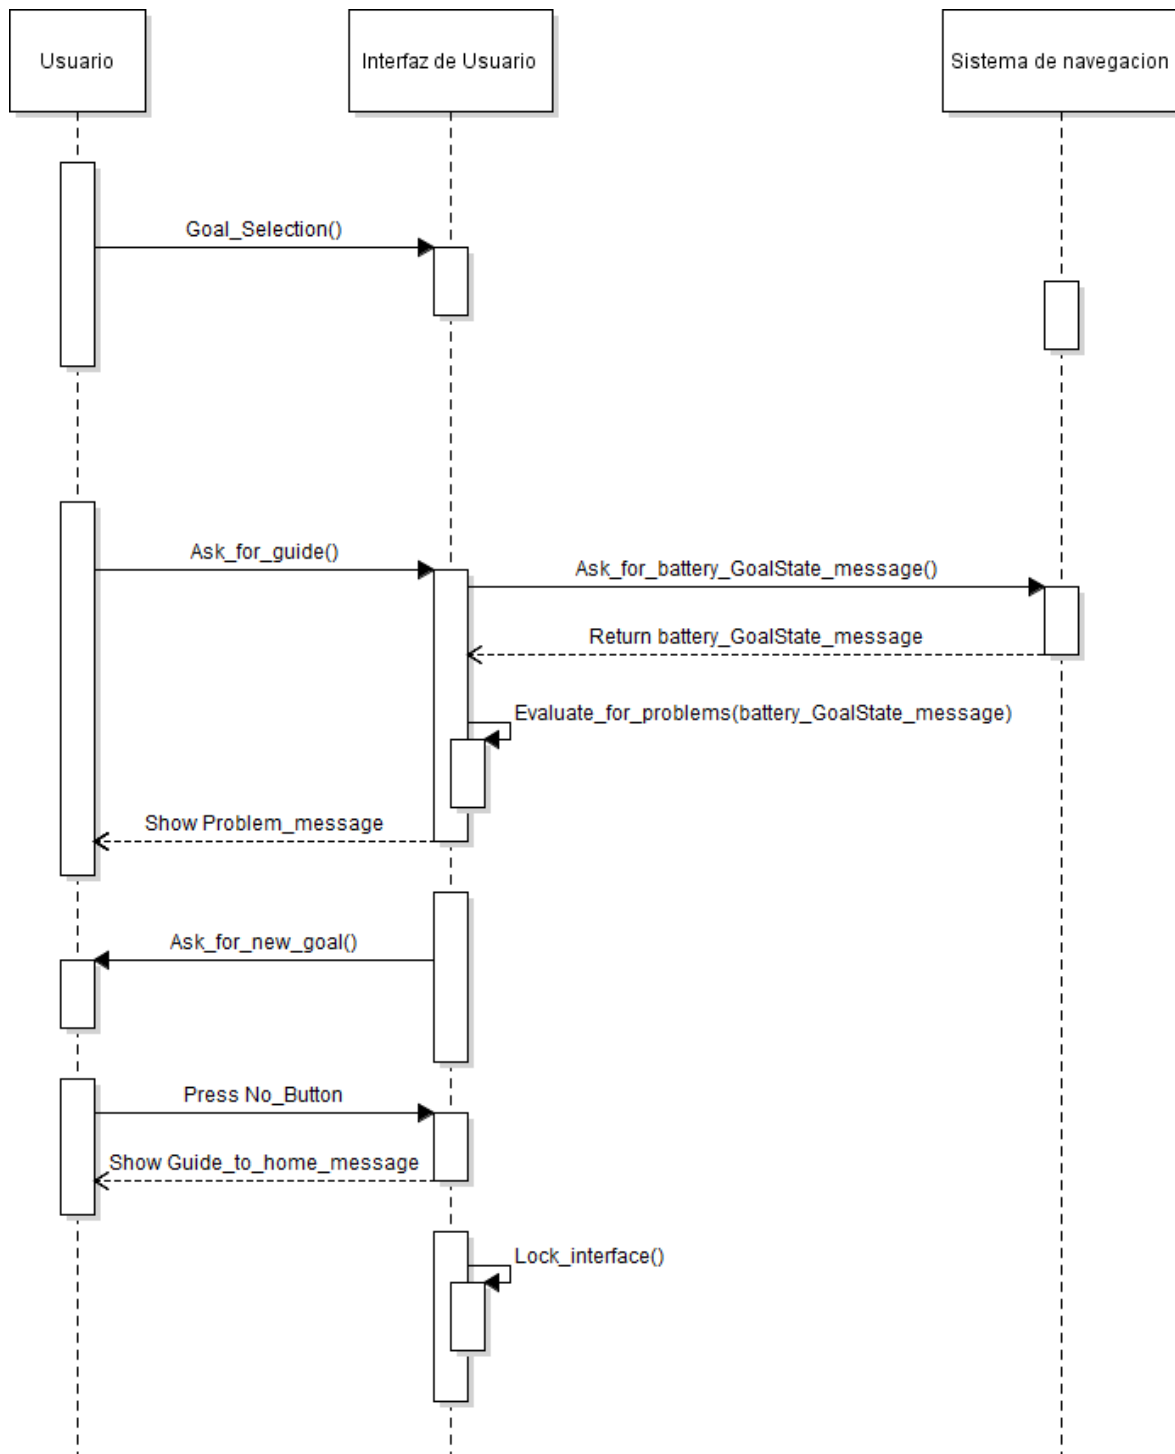 Usuario
Interfaz de Usuario
Sistema de navegacion
Goal_Selection()
Ask_for_guide()
Ask_for_battery_GoalState_message()
Return battery_GoalState_message
Evaluate_for_problems(battery_GoalState_message)
Show Problem_message
Ask_for_new_goal()
Press No_Button
Show Guide_to_home_message
Lock_interface()